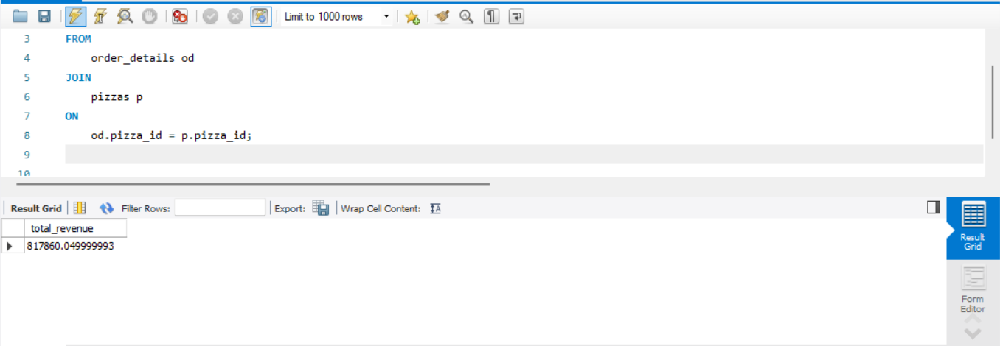 Limit to 1000 rows
3 FROM
4 order_details od
5 JOIN
6 pizzas p
7 ON
8 od.pizza_id = p.pizza_id;
9
10
Result Grid Filter Rows: Export: Wrap Cell Content: IA
total_revenue
817860.049999993
Result
Grid
Form
Editor